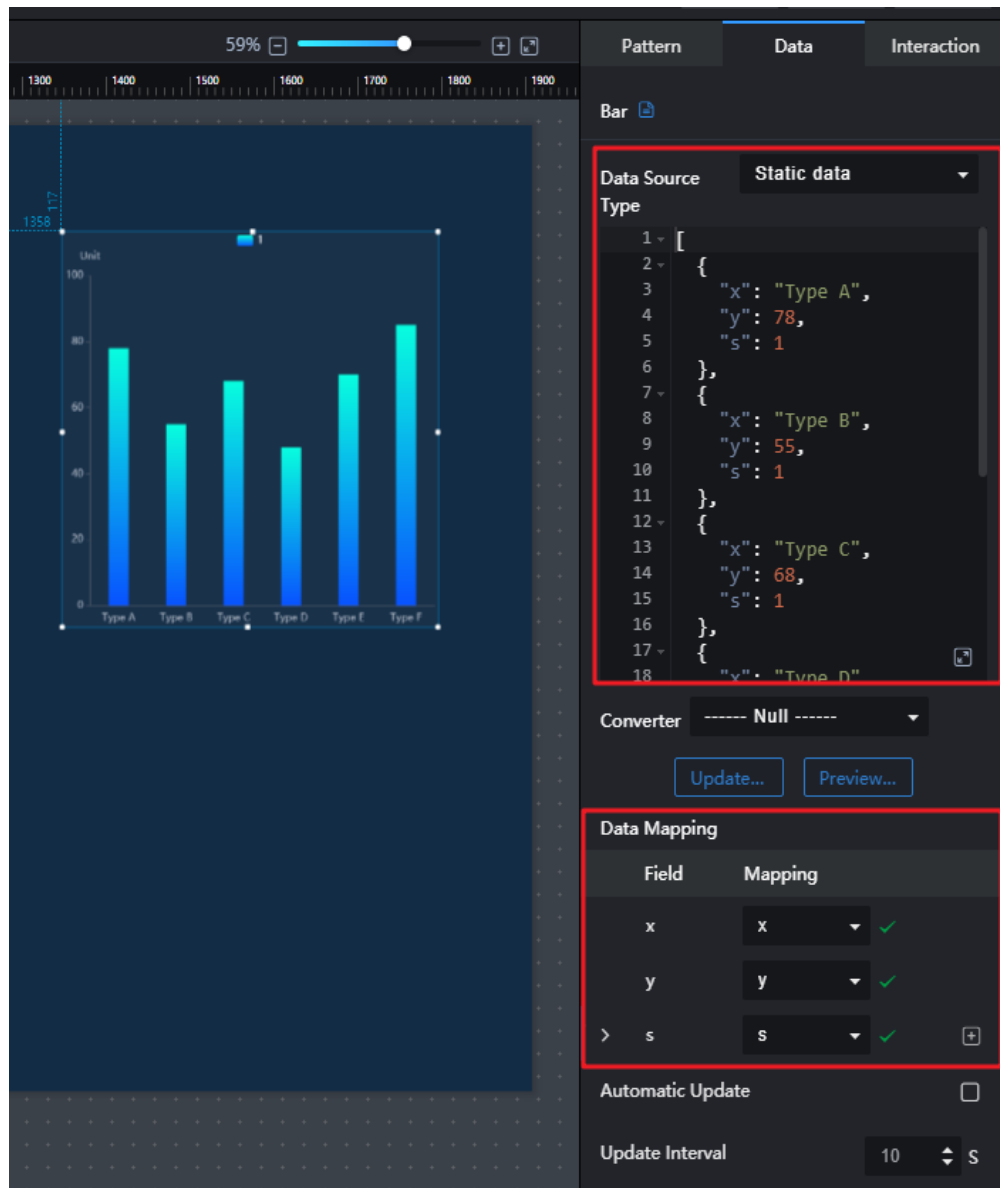 59%
Pattern Data Interaction
1300 1400 1500 1600 1700 1800 1900
Bar
Data Source Type
Static data
117
1358
1
Unit
100
80
60
40
20
0
Type A Type B Type C Type D Type E Type F
1 [
2 {
3 "x": "Type A",
4 "y": 78,
5 "s": 1
6 },
7 {
8 "x": "Type B",
9 "y": 55,
10 "s": 1
11 },
12 {
13 "x": "Type C",
14 "y": 68,
15 "s": 1
16 },
17 {
18 "x": "Type D"
Converter ------ Null ------
Update... Preview...
Data Mapping
Field Mapping
x x
y y
s s
Automatic Update
Update Interval 10 S